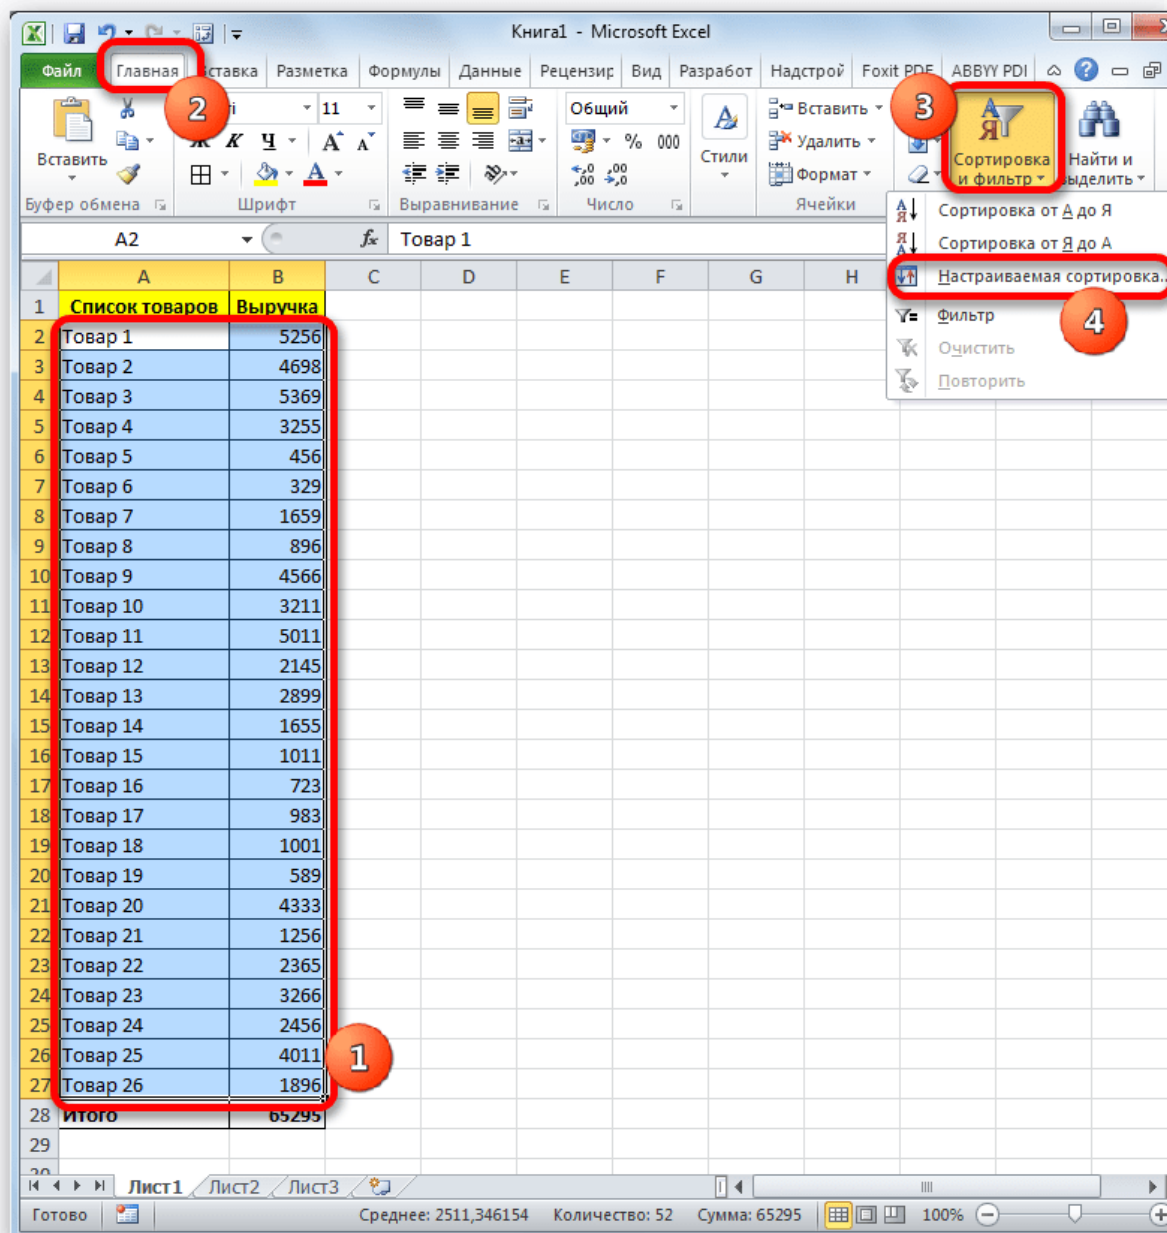 Книга1 - Microsoft Excel
Файл Главная Вставка Разметка Формулы Данные Рецензир Вид Разработ Надстрой Foxit PDF ABBYY PDI
2 11 Общий Вставить 3
Ж К Ч А А % 000 Удалить
Вставить Стили Формат Сортировка и фильтр Найти и выделить
Буфер обмена Шрифт Выравнивание Число Ячейки
Сортировка от А до Я
A2 fx Товар 1
Сортировка от Я до А
Настраиваемая сортировка..
Фильтр
4
Очистить
Повторить
A B C D E F G H
1 Список товаров Выручка
2 Товар 1 5256
3 Товар 2 4698
4 Товар 3 5369
5 Товар 4 3255
6 Товар 5 456
7 Товар 6 329
8 Товар 7 1659
9 Товар 8 896
10 Товар 9 4566
11 Товар 10 3211
12 Товар 11 5011
13 Товар 12 2145
14 Товар 13 2899
15 Товар 14 1655
16 Товар 15 1011
17 Товар 16 723
18 Товар 17 983
19 Товар 18 1001
20 Товар 19 589
21 Товар 20 4333
22 Товар 21 1256
23 Товар 22 2365
24 Товар 23 3266
25 Товар 24 2456
26 Товар 25 4011 1
27 Товар 26 1896
28 Итого 65295
29
Лист1 Лист2 Лист3
Готово Среднее: 2511,346154 Количество: 52 Сумма: 65295 100%